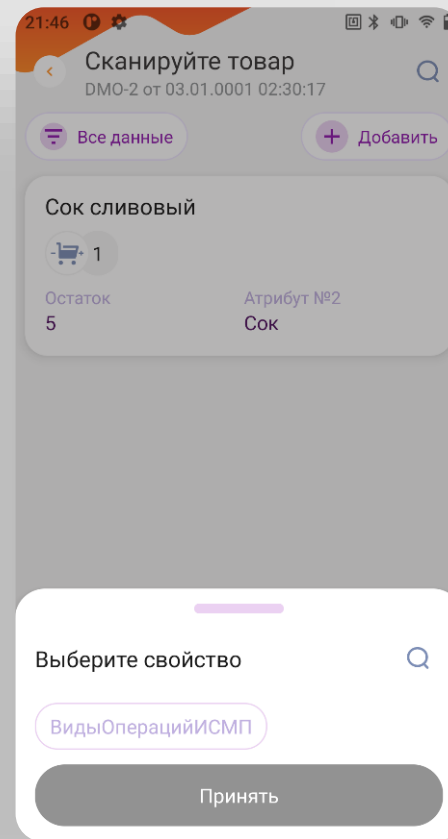 21:46
Сканируйте товар
DMO-2 от 03.01.0001 02:30:17
Все данные
Добавить
Сок сливовый
1
Остаток
Атрибут №2
5
Сок
Выберите свойство
ВидыОперацийИСМП
Принять